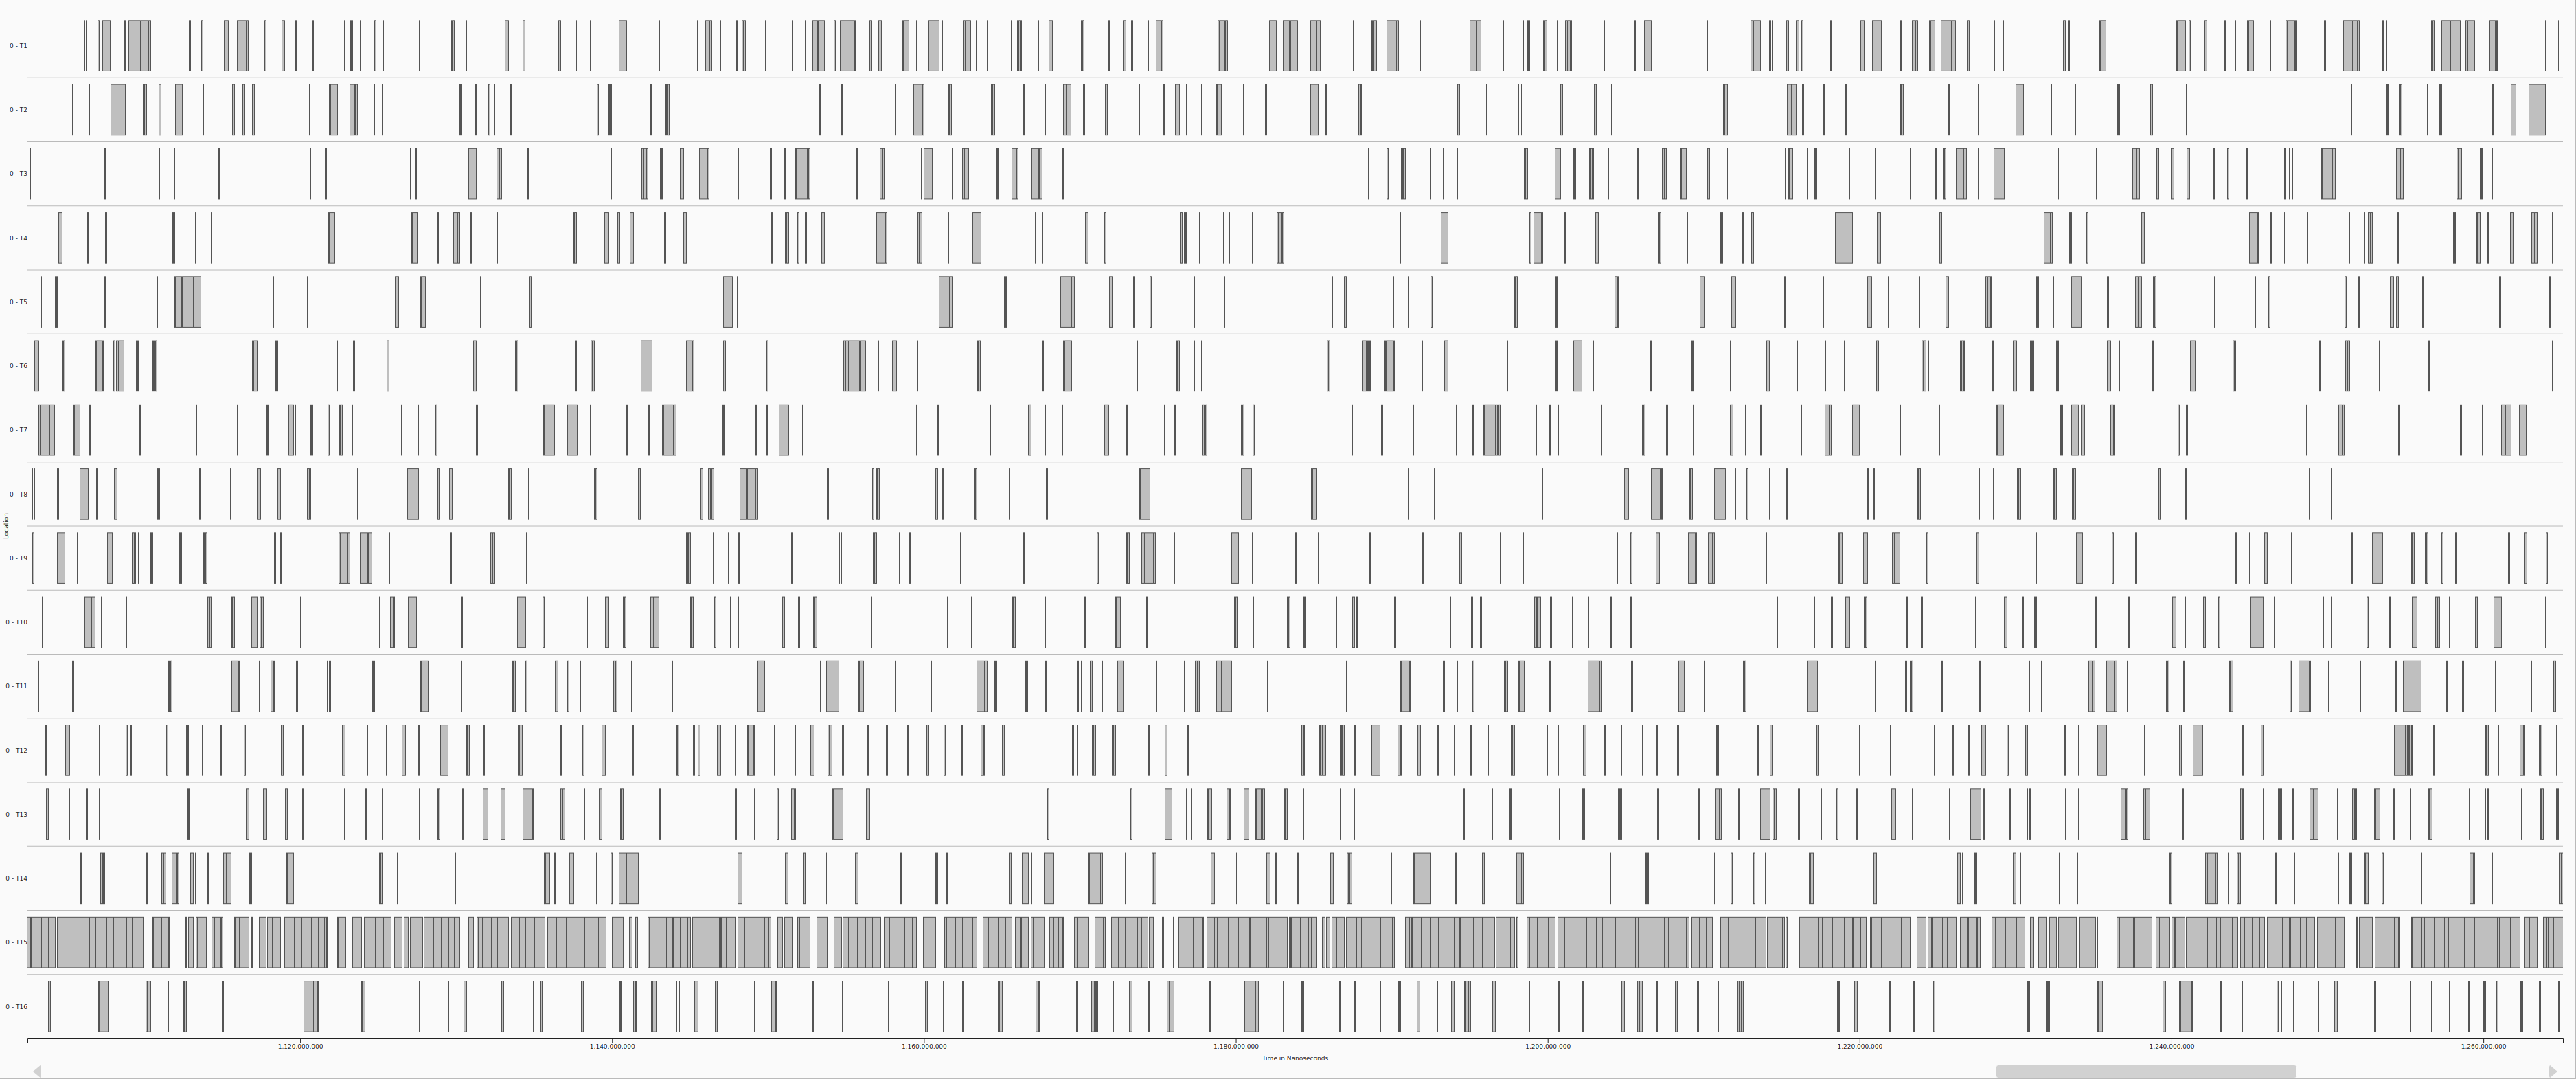 0 - T1
0 - T2
0 - T3
0 - T4
0 - T5
0 - T6
0 - T7
0 - T8
Location
0 - T9
0 - T10
0 - T11
0 - T12
0 - T13
0 - T14
0 - T15
0 - T16
1,120,000,000 1,140,000,000 1,160,000,000 1,180,000,000 1,200,000,000 1,220,000,000 1,240,000,000 1,260,000,000
Time in Nanoseconds